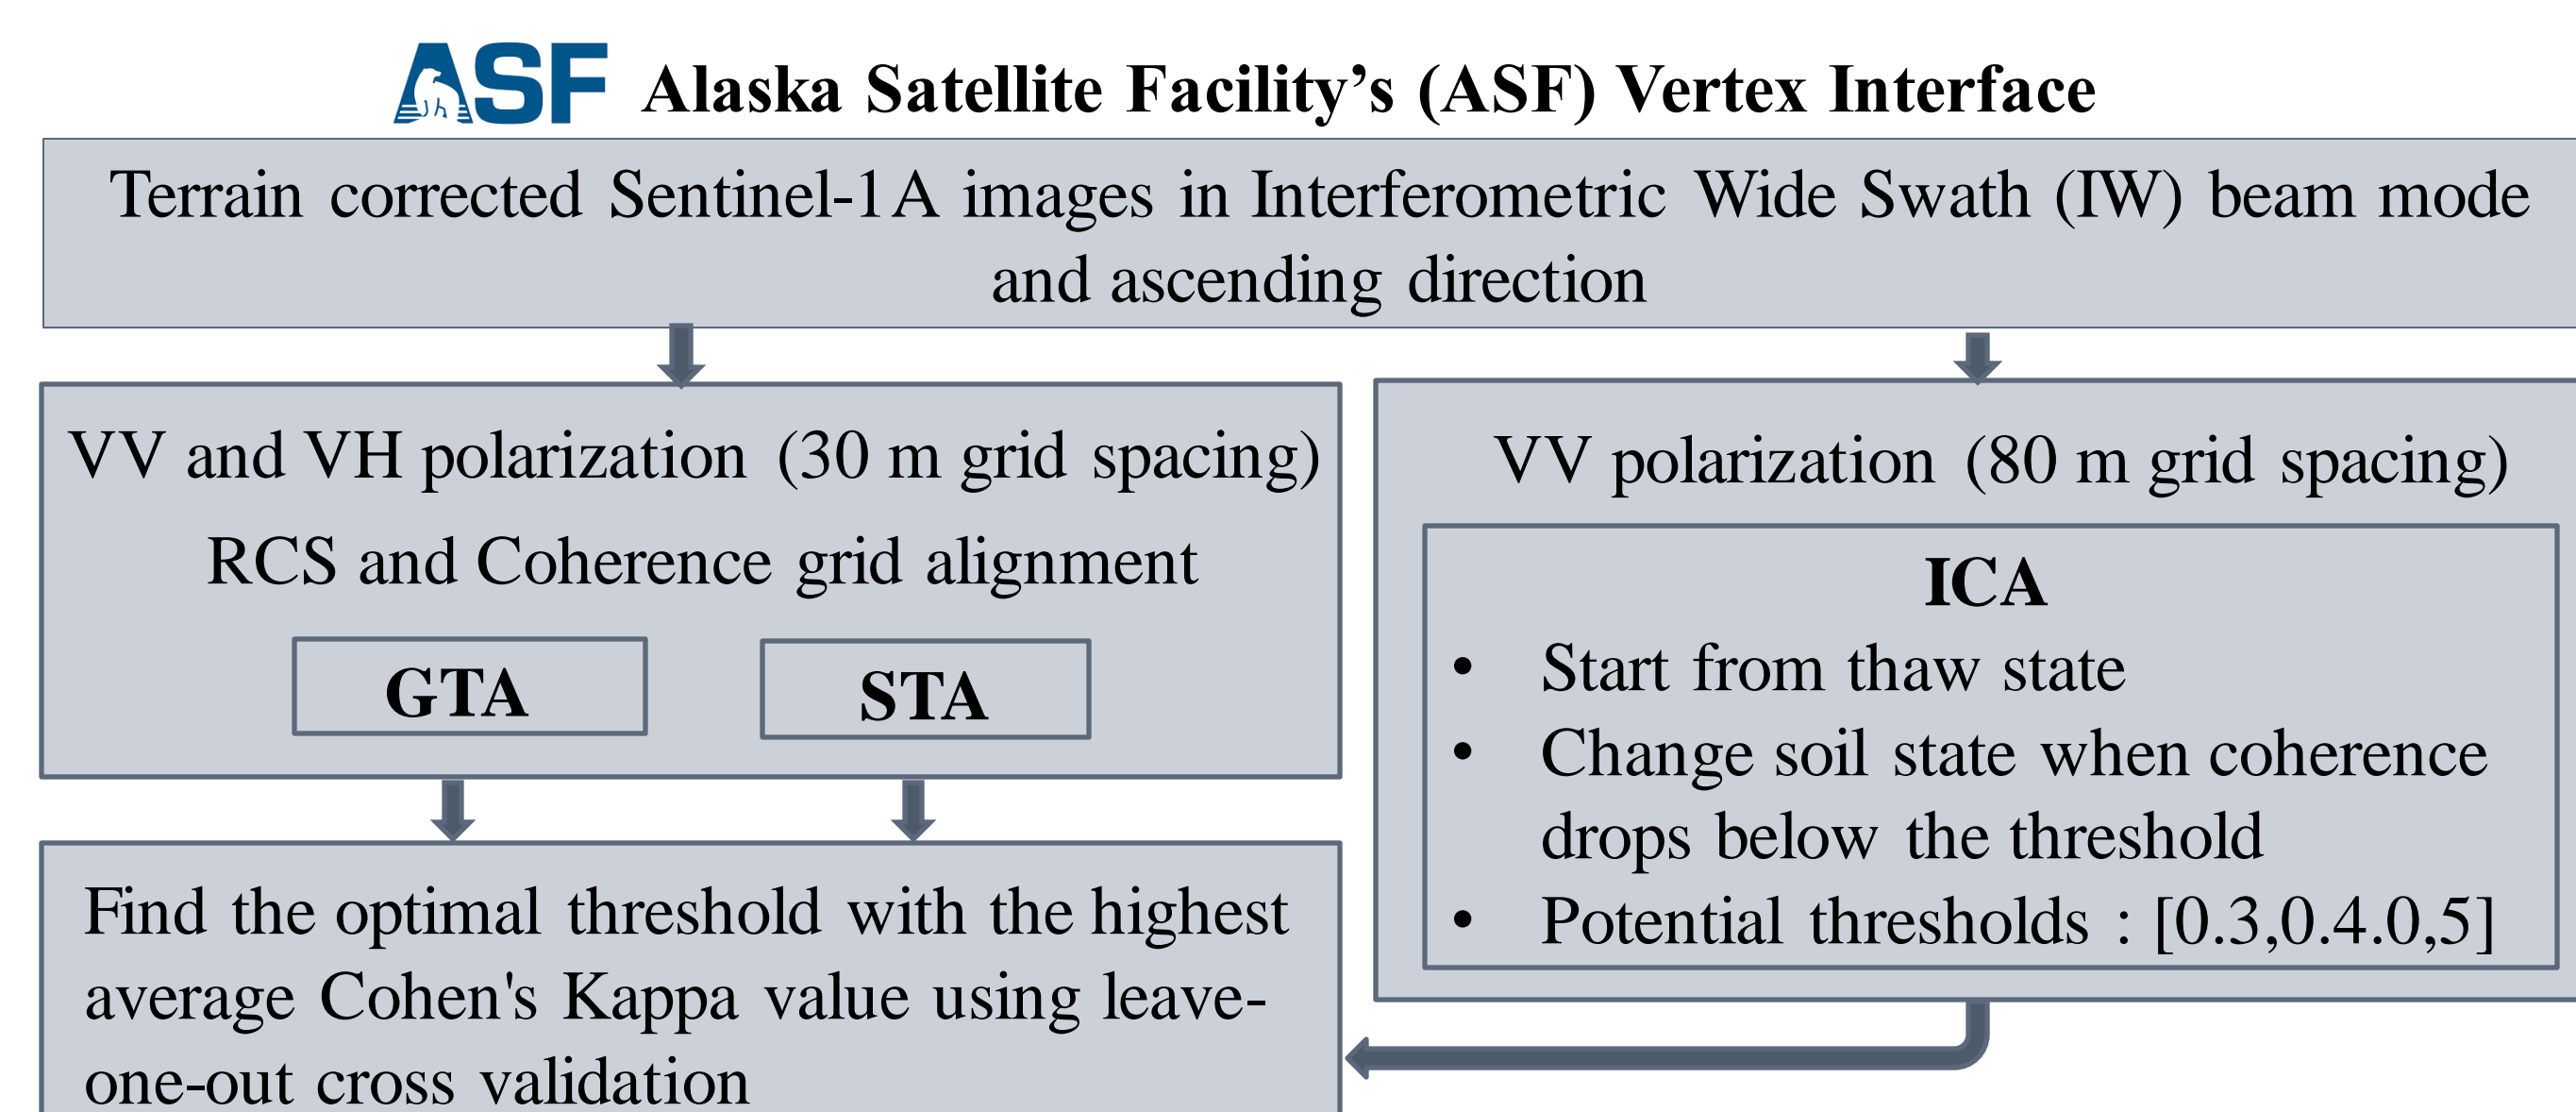 ASF Alaska Satellite Facility’s (ASF) Vertex Interface
Terrain corrected Sentinel-1A images in Interferometric Wide Swath (IW) beam mode
and ascending direction
VV and VH polarization (30 m grid spacing)
RCS and Coherence grid alignment
GTA
STA
VV polarization (80 m grid spacing)
ICA
• Start from thaw state
• Change soil state when coherence
drops below the threshold
• Potential thresholds : [0.3,0.4.0,5]
Find the optimal threshold with the highest
average Cohen's Kappa value using leave-
one-out cross validation